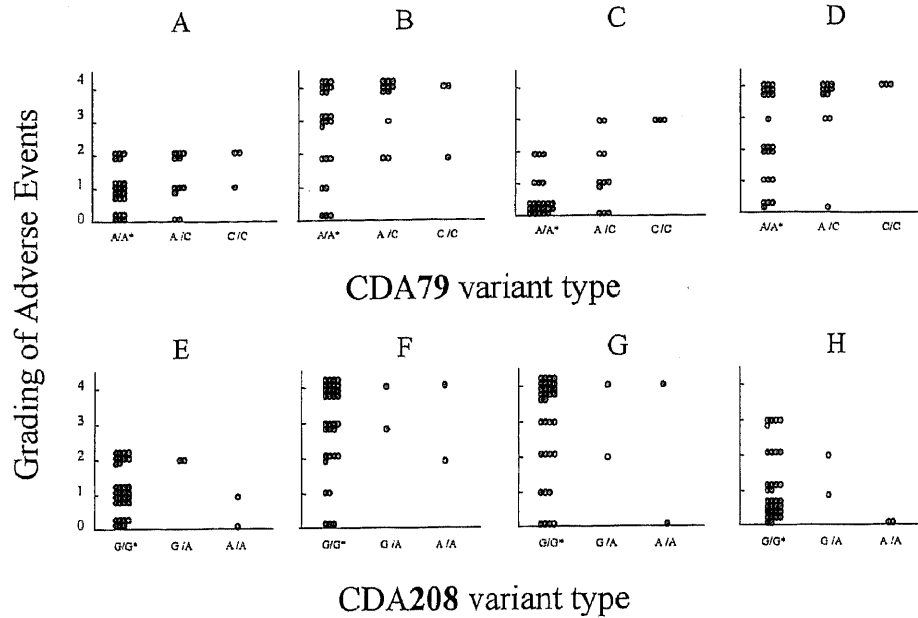 A B C D
4
3
2
1
0
A/A* A/C C/C A/A* A/C C/C A/A* A/C C/C A/A* A/C C/C
CDA79 variant type
Grading of Adverse Events
E F G H
4
3
2
1
0
G/G* G/A A/A G/G* G/A A/A G/G* G/A A/A G/G* G/A A/A
CDA208 variant type